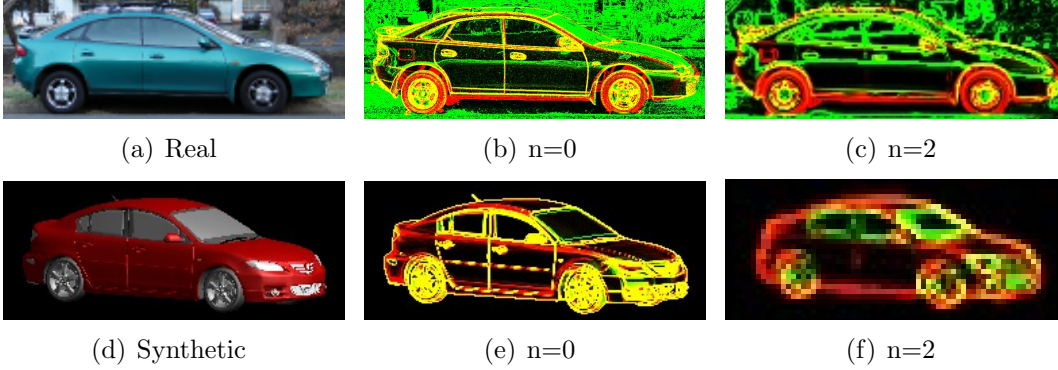 (a) Real
(b) n=0
(c) n=2
(d) Synthetic
(e) n=0
(f) n=2